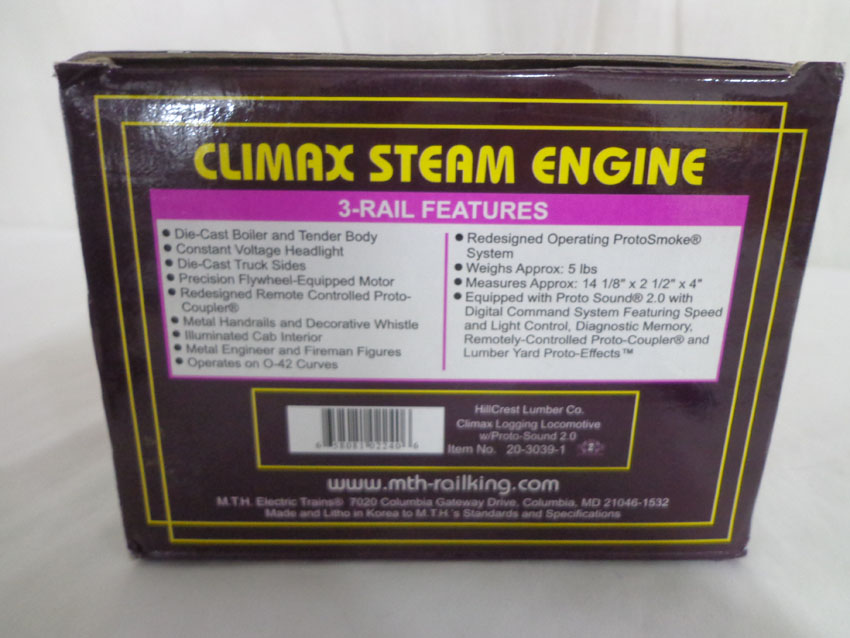 CLIMAX STEAM ENGINE
3-RAIL FEATURES
• Die-Cast Boiler and Tender Body
• Constant Voltage Headlight
• Die-Cast Truck Sides
• Precision Flywheel-Equipped Motor
• Redesigned Remote Controlled Proto-
Coupler®
• Metal Handrails and Decorative Whistle
• Illuminated Cab Interior
• Metal Engineer and Fireman Figures
• Operates on O-42 Curves
• Redesigned Operating ProtoSmoke®
System
• Weighs Approx: 5 lbs
• Measures Approx: 14 1/8" x 2 1/2" x 4"
• Equipped with Proto Sound® 2.0 with
Digital Command System Featuring Speed
and Light Control, Diagnostic Memory,
Remotely-Controlled Proto-Coupler® and
Lumber Yard Proto-Effects™
6 58081 02240 6
HillCrest Lumber Co.
Climax Logging Locomotive
w/Proto-Sound 2.0
Item No. 20-3039-1
www.mth-railking.com
M.T.H. Electric Trains® 7020 Columbia Gateway Drive, Columbia, MD 21046-1532
Made and Litho in Korea to M.T.H.'s Standards and Specifications